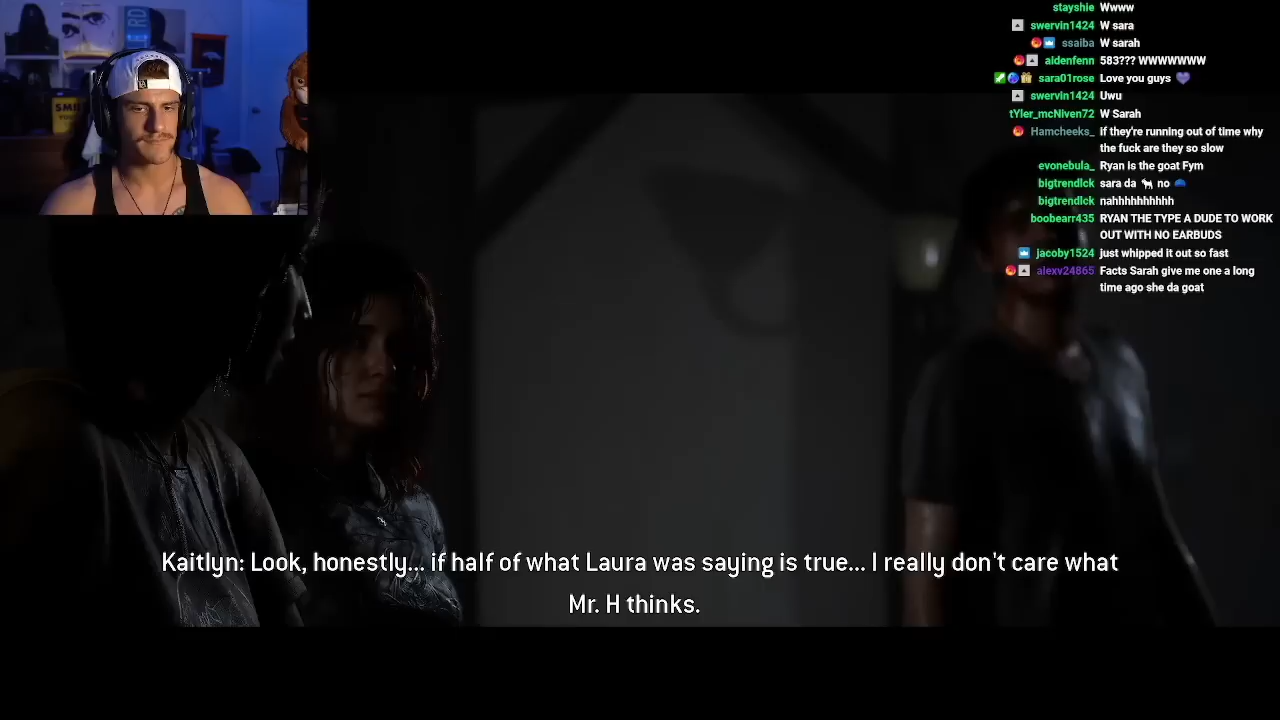 stayshie Wwww
swervin1424 W sara
ssaiba W sarah
aidenfenn 583??? WWWWWWW
sara01rose Love you guys 💜
swervin1424 Uwu
tYler_mcNiven72 W Sarah
Hamcheeks_ if they're running out of time why
the fuck are they so slow
evonebula_ Ryan is the goat Fym
bigtrendlck sara da 🐐 no 🧢
bigtrendlck nahhhhhhhhhh
boobearr435 RYAN THE TYPE A DUDE TO WORK
OUT WITH NO EARBUDS
jacoby1524 just whipped it out so fast
alexv24865 Facts Sarah give me one a long
time ago she da goat
Kaitlyn: Look, honestly... if half of what Laura was saying is true... I really don't care what
Mr. H thinks.